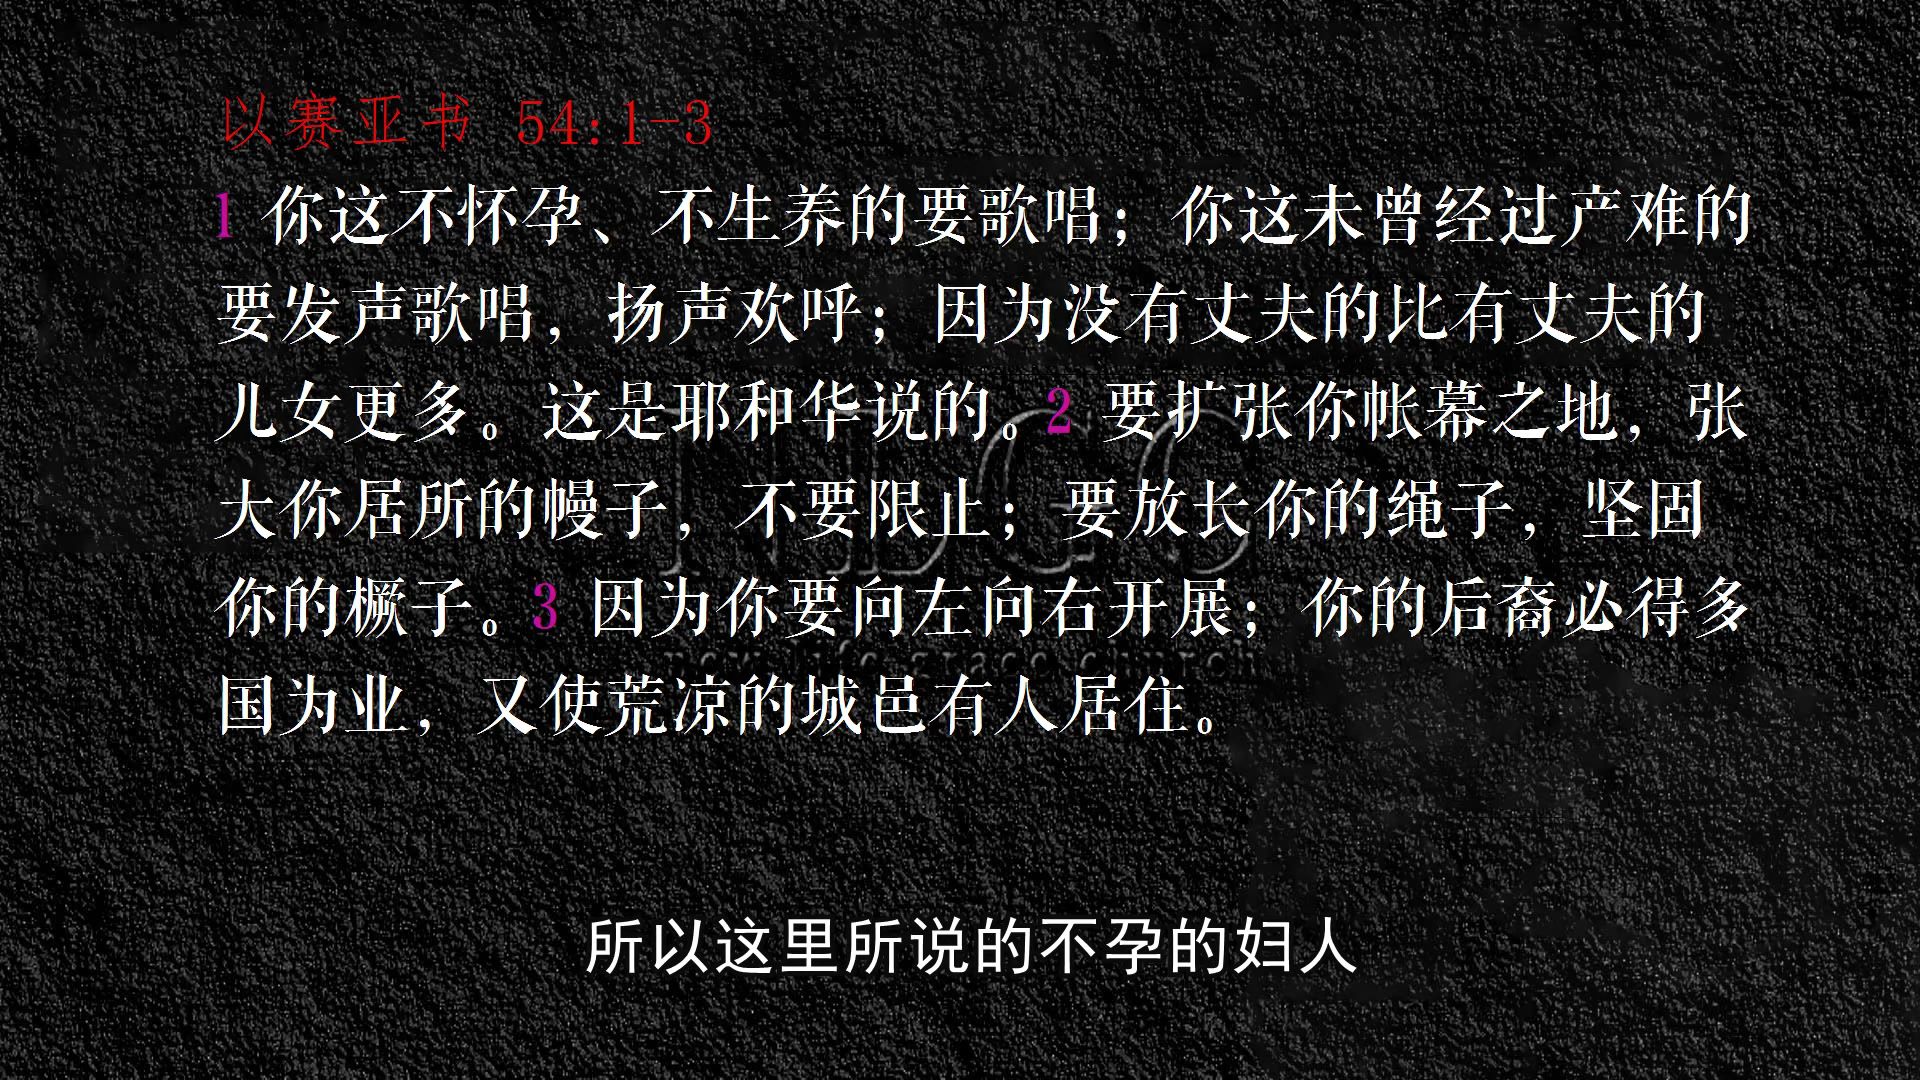 以赛亚书 54:1-3
1 你这不怀孕、不生养的要歌唱；你这未曾经过产难的
要发声歌唱，扬声欢呼；因为没有丈夫的比有丈夫的
儿女更多。这是耶和华说的。2 要扩张你帐幕之地，张
大你居所的幔子，不要限止；要放长你的绳子，坚固
你的橛子。3 因为你要向左向右开展；你的后裔必得多
国为业，又使荒凉的城邑有人居住。
NLGC
new life grace church
所以这里所说的不孕的妇人